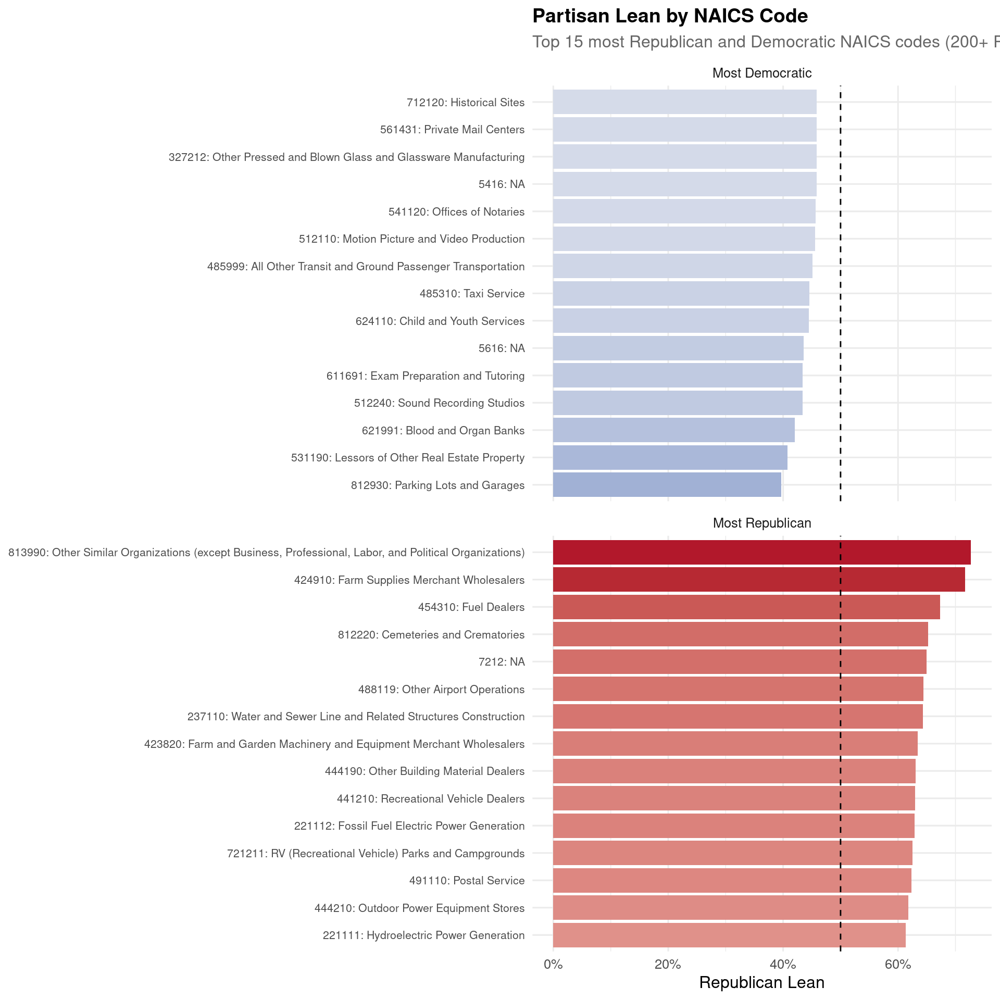 Partisan Lean by NAICS Code
Top 15 most Republican and Democratic NAICS codes (200+
Most Democratic
712120: Historical Sites
561431: Private Mail Centers
327212: Other Pressed and Blown Glass and Glassware Manufacturing
5416: NA
541120: Offices of Notaries
512110: Motion Picture and Video Production
485999: All Other Transit and Ground Passenger Transportation
485310: Taxi Service
624110: Child and Youth Services
5616: NA
611691: Exam Preparation and Tutoring
512240: Sound Recording Studios
621991: Blood and Organ Banks
531190: Lessors of Other Real Estate Property
812930: Parking Lots and Garages
Most Republican
813990: Other Similar Organizations (except Business, Professional, Labor, and Political Organizations)
424910: Farm Supplies Merchant Wholesalers
454310: Fuel Dealers
812220: Cemeteries and Crematories
7212: NA
488119: Other Airport Operations
237110: Water and Sewer Line and Related Structures Construction
423820: Farm and Garden Machinery and Equipment Merchant Wholesalers
444190: Other Building Material Dealers
441210: Recreational Vehicle Dealers
221112: Fossil Fuel Electric Power Generation
721211: RV (Recreational Vehicle) Parks and Campgrounds
491110: Postal Service
444210: Outdoor Power Equipment Stores
221111: Hydroelectric Power Generation
0% 20% 40% 60%
Republican Lean